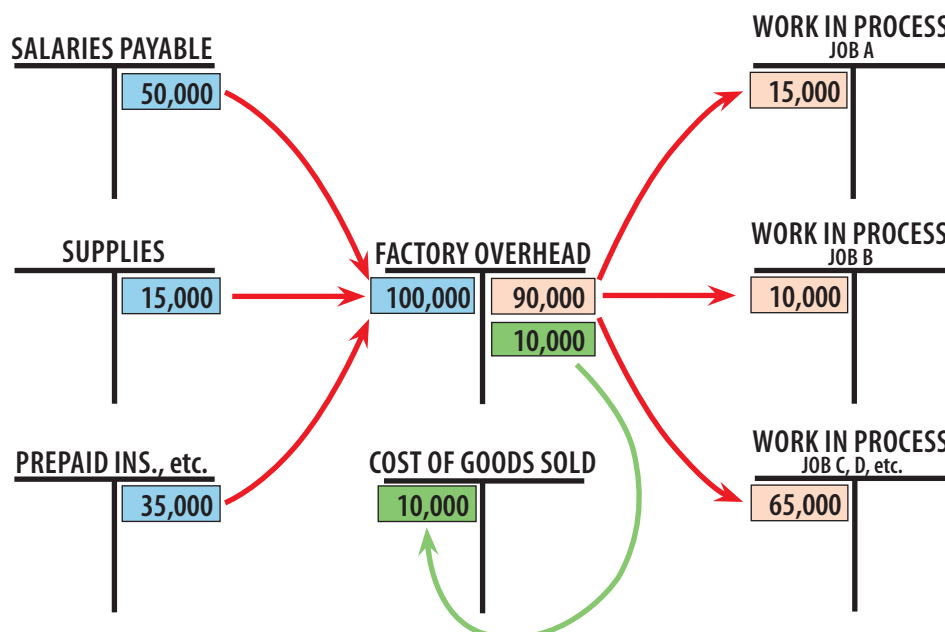 SALARIES PAYABLE
50,000
SUPPLIES
15,000
PREPAID INS., etc.
35,000
FACTORY OVERHEAD
100,000 90,000
10,000
COST OF GOODS SOLD
10,000
WORK IN PROCESS
JOB A
15,000
WORK IN PROCESS
JOB B
10,000
WORK IN PROCESS
JOB C, D, etc.
65,000